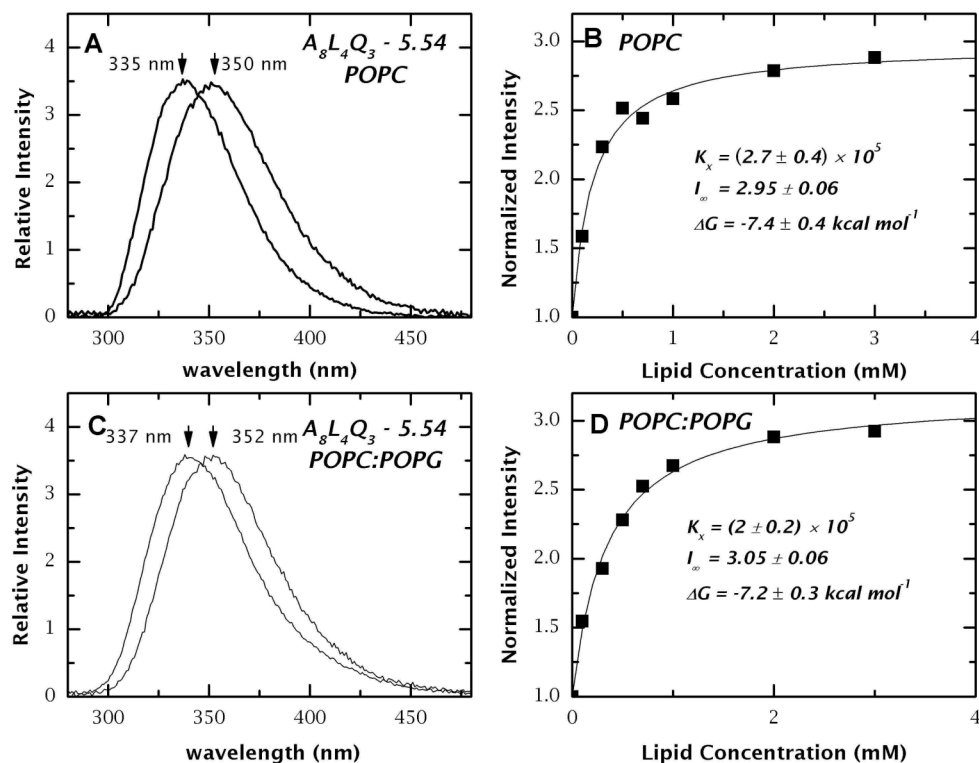 A
A₈L₄Q₃ - 5.54
POPC
335 nm
350 nm
4
3
2
1
0
Relative Intensity
300
350
400
450
wavelength (nm)
B
POPC
3.0
2.5
2.0
1.5
1.0
Normalized Intensity
Kₓ = (2.7 ± 0.4) × 10⁵
I∞ = 2.95 ± 0.06
ΔG = -7.4 ± 0.4 kcal mol⁻¹
0
1
2
3
4
Lipid Concentration (mM)
C
A₈L₄Q₃ - 5.54
POPC:POPG
337 nm
352 nm
4
3
2
1
0
Relative Intensity
300
350
400
450
wavelength (nm)
D
POPC:POPG
3.0
2.5
2.0
1.5
1.0
Normalized Intensity
Kₓ = (2 ± 0.2) × 10⁵
I∞ = 3.05 ± 0.06
ΔG = -7.2 ± 0.3 kcal mol⁻¹
0
1
2
3
4
Lipid Concentration (mM)